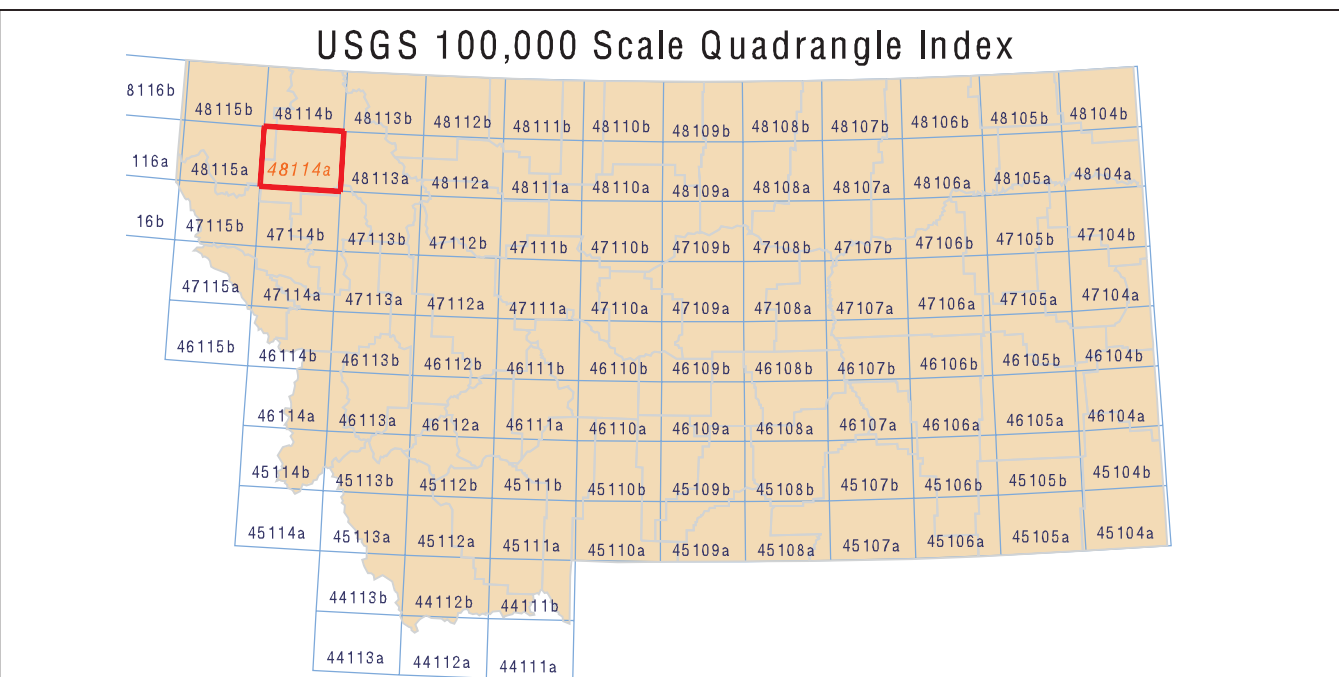 USGS 100,000 Scale Quadrangle Index
8116b 48115b 48114b 48113b 48112b 48111b 48110b 48109b 48108b 48107b 48106b 48105b 48104b
116a 48115a 48114a 48113a 48112a 48111a 48110a 48109a 48108a 48107a 48106a 48105a 48104a
16b 47115b 47114b 47113b 47112b 47111b 47110b 47109b 47108b 47107b 47106b 47105b 47104b
47115a 47114a 47113a 47112a 47111a 47110a 47109a 47108a 47107a 47106a 47105a 47104a
46115b 46114b 46113b 46112b 46111b 46110b 46109b 46108b 46107b 46106b 46105b 46104b
46114a 46113a 46112a 46111a 46110a 46109a 46108a 46107a 46106a 46105a 46104a
45114b 45113b 45112b 45111b 45110b 45109b 45108b 45107b 45106b 45105b 45104b
45114a 45113a 45112a 45111a 45110a 45109a 45108a 45107a 45106a 45105a 45104a
44113b 44112b 44111b
44113a 44112a 44111a